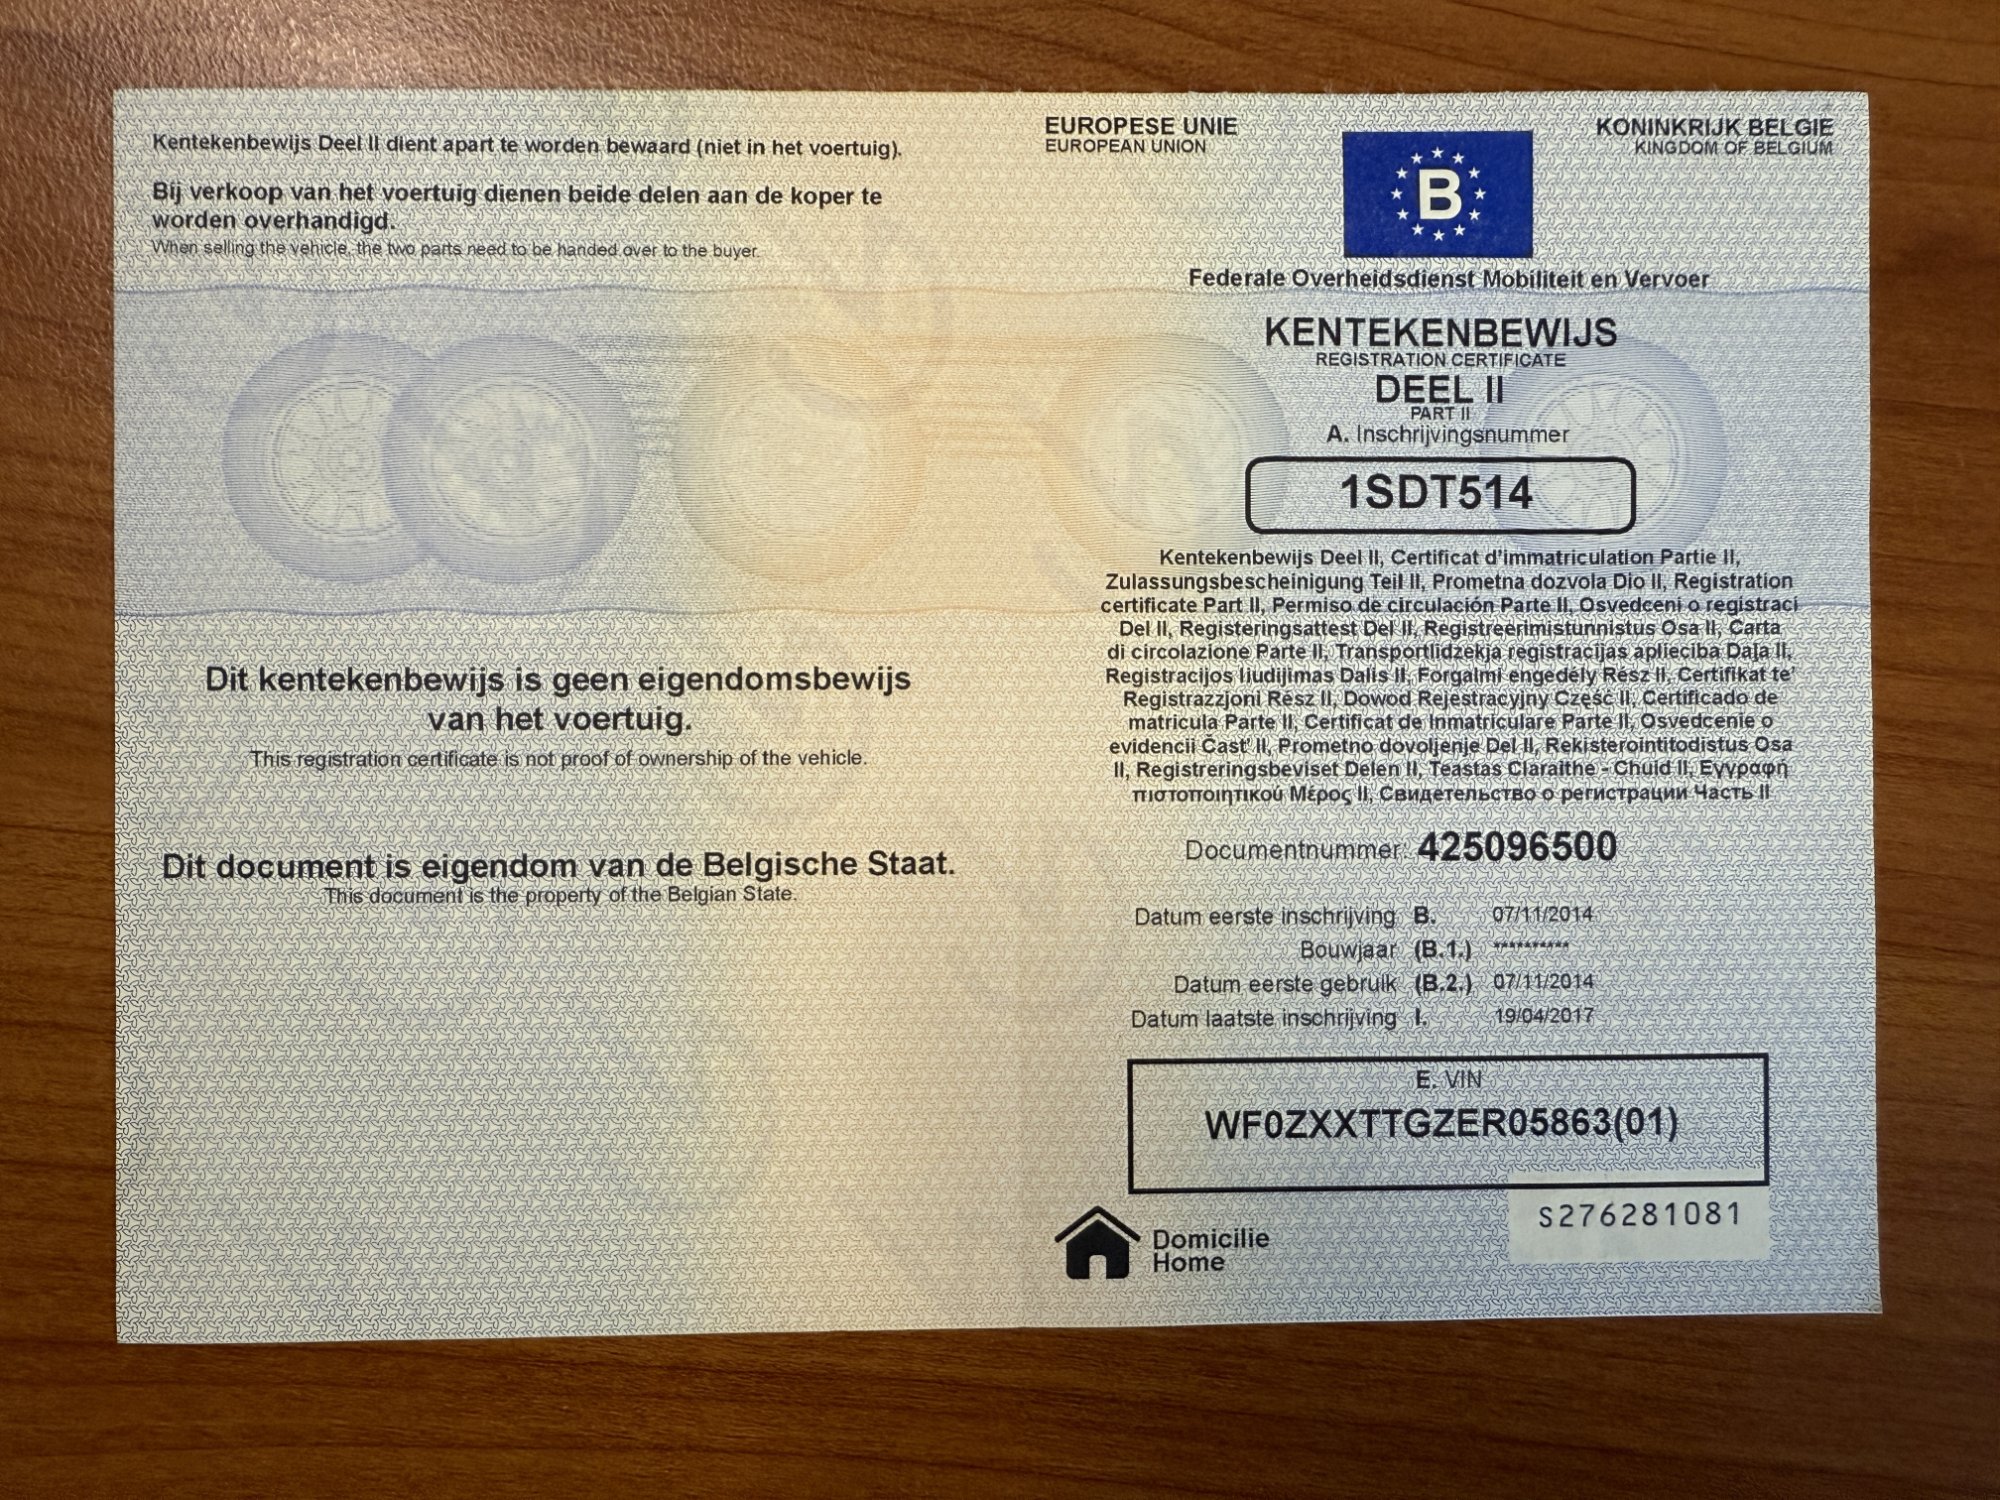 Kentekenbewijs Deel II dient apart te worden bewaard (niet in het voertuig).
Bij verkoop van het voertuig dienen beide delen aan de koper te
worden overhandigd.
When selling the vehicle, the two parts need to be handed over to the buyer.
Dit kentekenbewijs is geen eigendomsbewijs
van het voertuig.
This registration certificate is not proof of ownership of the vehicle.
Dit document is eigendom van de Belgische Staat.
This document is the property of the Belgian State.
EUROPESE UNIE
EUROPEAN UNION
B
KONINKRIJK BELGIE
KINGDOM OF BELGIUM
Federale Overheidsdienst Mobiliteit en Vervoer
KENTEKENBEWIJS
REGISTRATION CERTIFICATE
DEEL II
PART II
A. Inschrijvingsnummer
1SDT514
Kentekenbewijs Deel II, Certificat d'immatriculation Partie II,
Zulassungsbescheinigung Teil II, Prometna dozvola Dio II, Registration
certificate Part II, Permiso de circulación Parte II, Osvedceni o registraci
Del II, Registeringsattest Del II, Registreerimistunnistus Osa II, Carta
di circolazione Parte II, Transportlidzekja registracijas aplieciba Daļa II,
Registracijos liudijimas Dalis II, Forgalmi engedély Rész II, Certifikat te'
Registrazzjoni Rész II, Dowod Rejestracyjny Część II, Certificado de
matricula Parte II, Certificat de Inmatriculare Parte II, Osvedcenie o
evidencii Časť II, Prometno dovoljenje Del II, Rekisterointitodistus Osa
II, Registreringsbeviset Delen II, Teastas Claraithe - Chuid II, Εγγραφή
πιστοποιητικού Μέρος II, Свидетельство о регистрации Часть II
Documentnummer: 425096500
Datum eerste inschrijving B. 07/11/2014
Bouwjaar (B.1.) **********
Datum eerste gebruik (B.2.) 07/11/2014
Datum laatste inschrijving I. 19/04/2017
E. VIN
WF0ZXXTTGZER05863(01)
S276281081
Domicilie
Home